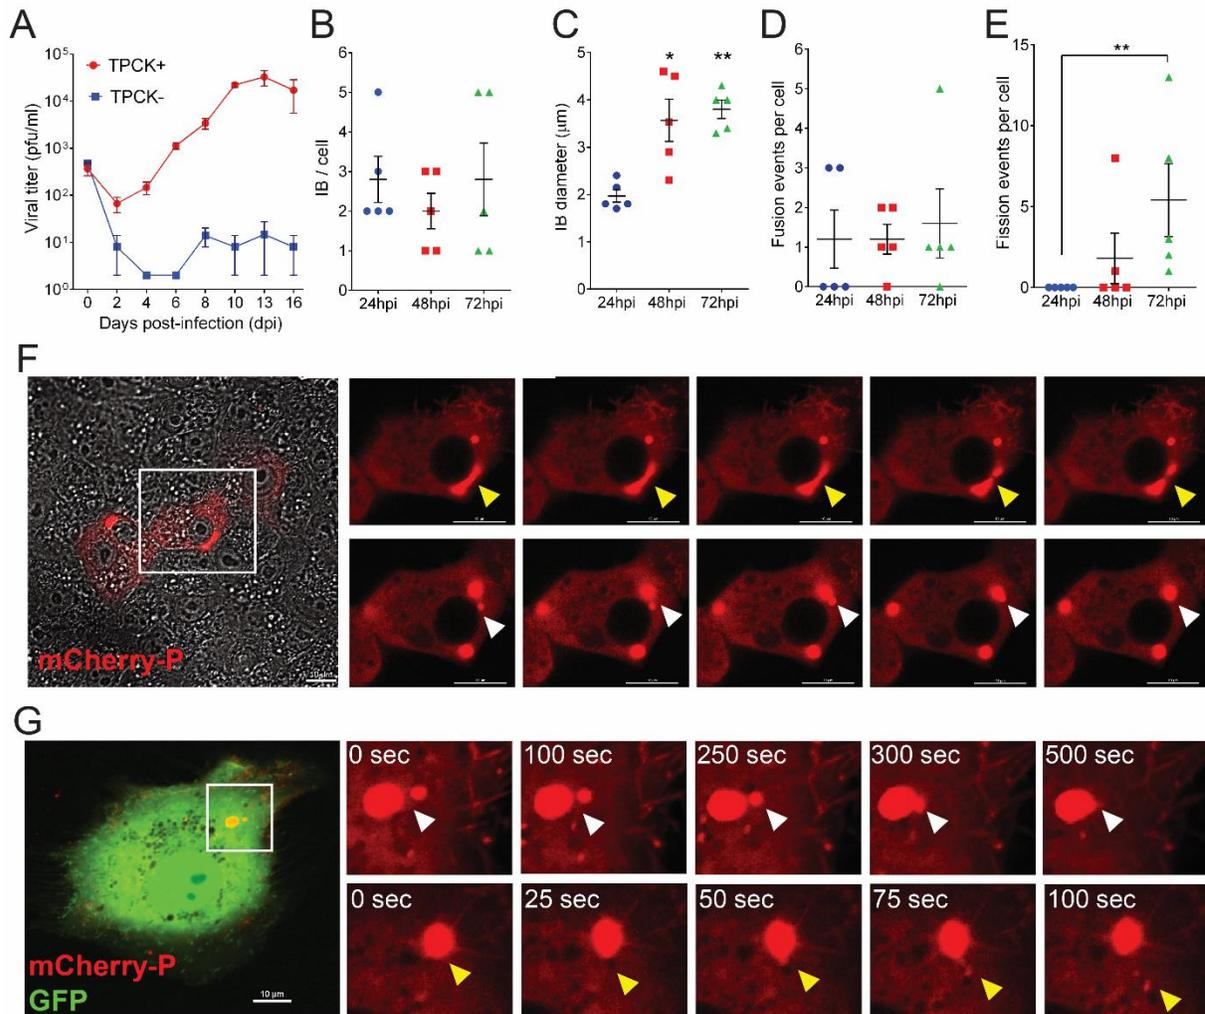 A
10⁵
10⁴
10³
10²
10¹
10⁰
Viral titer (pfu/ml)
TPCK+
TPCK-
0 2 4 6 8 10 13 16
Days post-infection (dpi)
B
6
5
4
3
2
1
0
IB / cell
24hpi 48hpi 72hpi
C
5
4
3
2
1
0
IB diameter (μm)
* **
24hpi 48hpi 72hpi
D
6
5
4
3
2
1
0
Fusion events per cell
24hpi 48hpi 72hpi
E
15
10
5
0
Fission events per cell
**
24hpi 48hpi 72hpi
F
mCherry-P
G
mCherry-P
GFP
10 μm
0 sec 100 sec 250 sec 300 sec 500 sec
0 sec 25 sec 50 sec 75 sec 100 sec